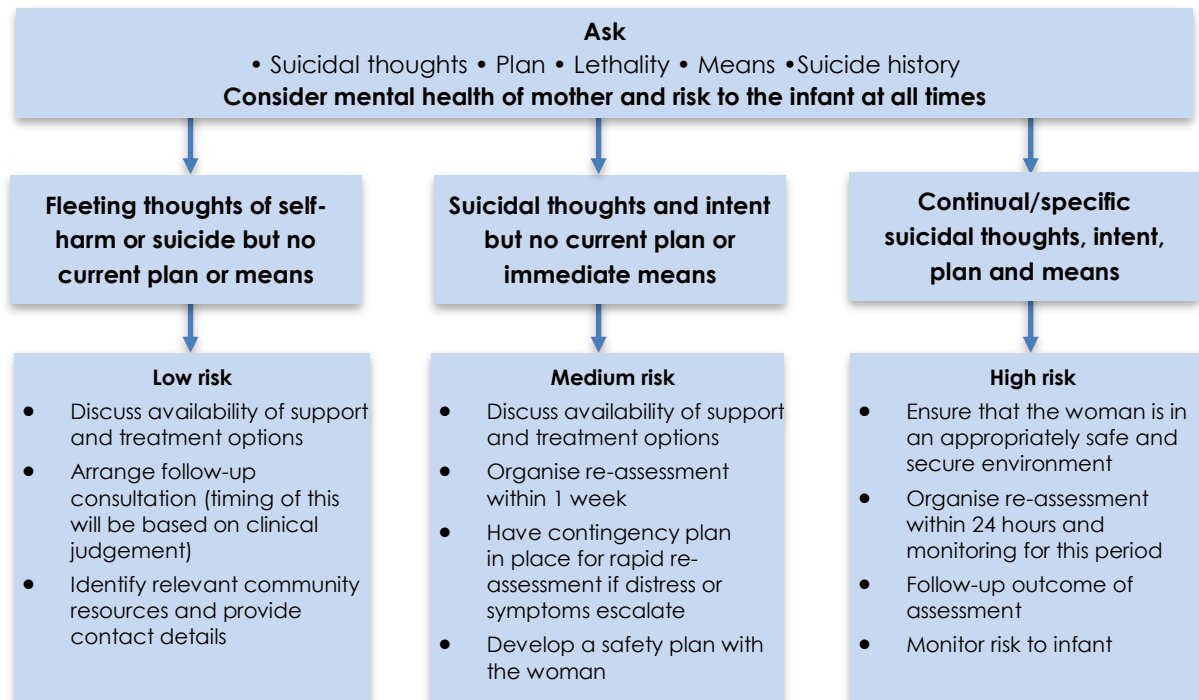 Ask
• Suicidal thoughts • Plan • Lethality • Means •Suicide history
Consider mental health of mother and risk to the infant at all times
Fleeting thoughts of self-
harm or suicide but no
current plan or means
Suicidal thoughts and intent
but no current plan or
immediate means
Continual/specific
suicidal thoughts, intent,
plan and means
Low risk
• Discuss availability of support
and treatment options
• Arrange follow-up
consultation (timing of this
will be based on clinical
judgement)
• Identify relevant community
resources and provide
contact details
Medium risk
• Discuss availability of support
and treatment options
• Organise re-assessment
within 1 week
• Have contingency plan
in place for rapid re-
assessment if distress or
symptoms escalate
• Develop a safety plan with
the woman
High risk
• Ensure that the woman is in
an appropriately safe and
secure environment
• Organise re-assessment
within 24 hours and
monitoring for this period
• Follow-up outcome of
assessment
• Monitor risk to infant